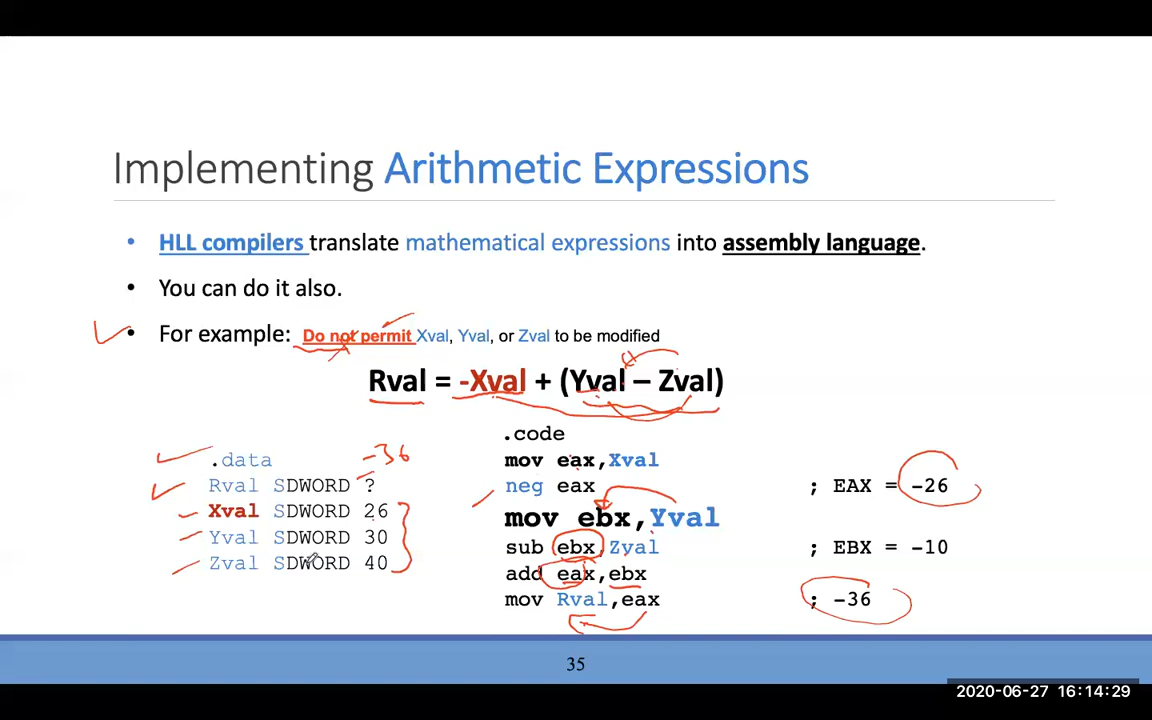 Implementing Arithmetic Expressions
• HLL compilers translate mathematical expressions into assembly language.
• You can do it also.
• For example: Do not permit Xval, Yval, or Zval to be modified
Rval = -Xval + (Yval – Zval)
.data
-36
Rval SDWORD ?
Xval SDWORD 26
Yval SDWORD 30
Zval SDWORD 40
.code
mov eax,Xval
neg eax ; EAX = -26
mov ebx,Yval
sub ebx,Zval ; EBX = -10
add eax,ebx
mov Rval,eax ; -36
35
2020-06-27 16:14:29